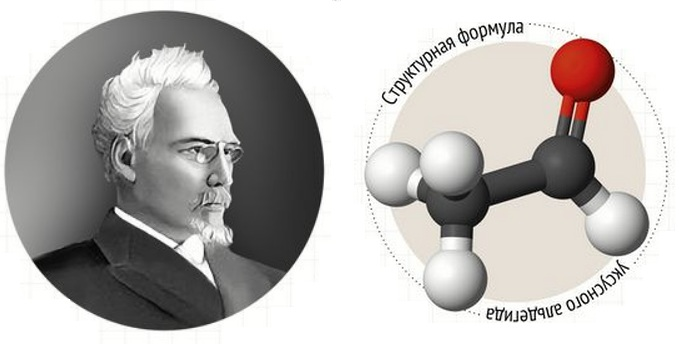 Структурная формула
уксусного альдегида